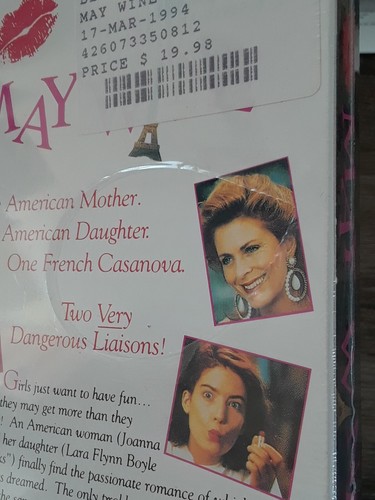 MAY WINE
17-MAR-1994
426073350812
PRICE $ 19.98
MAY
American Mother.
American Daughter.
One French Casanova.
Two Very
Dangerous Liaisons!
Girls just want to have fun...
they may get more than they
! An American woman (Joanna
her daughter (Lara Flynn Boyle
") finally find the passionate romance of
s dreamed. The only